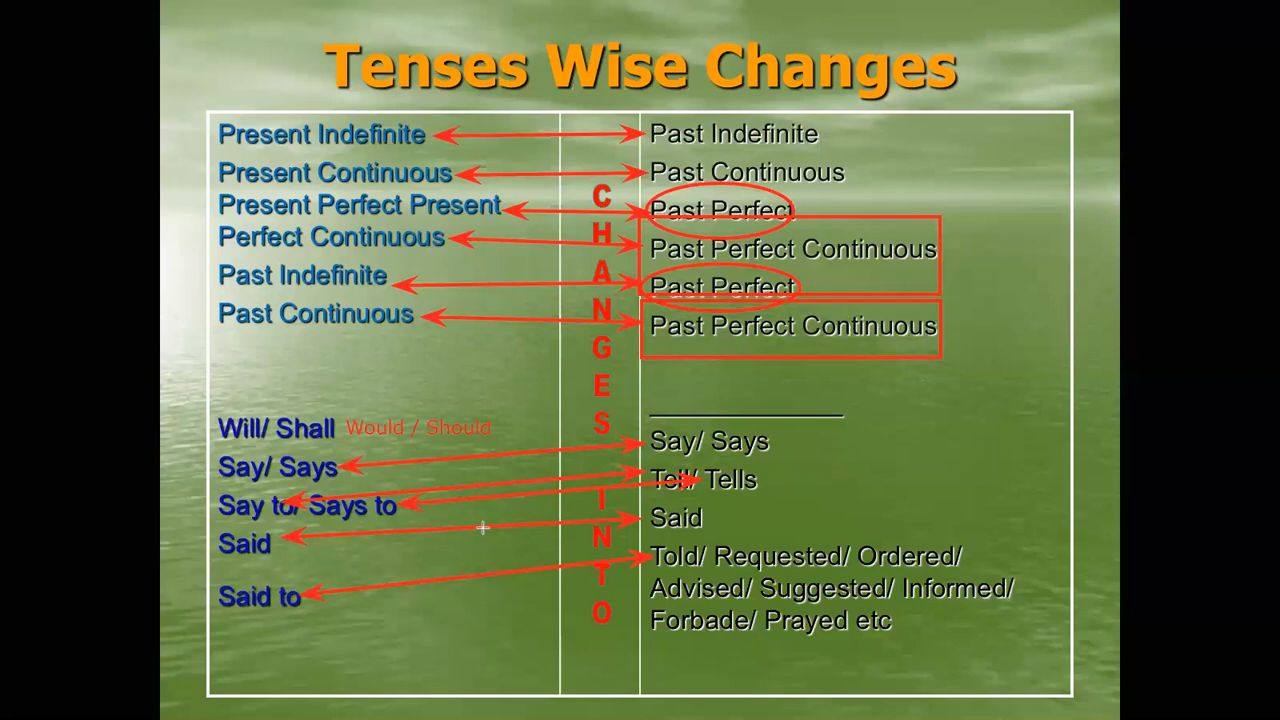 Tenses Wise Changes
Present Indefinite
Past Indefinite
Present Continuous
Past Continuous
Present Perfect Present
Past Perfect
Perfect Continuous
Past Perfect Continuous
Past Indefinite
Past Perfect
Past Continuous
Past Perfect Continuous
CHANGES INTO
Will/ Shall Would / Should
Say/ Says
Say/ Says
Say to/ Says to
Tell/ Tells
Said
Said
Said to
Told/ Requested/ Ordered/
Advised/ Suggested/ Informed/
Forbade/ Prayed etc